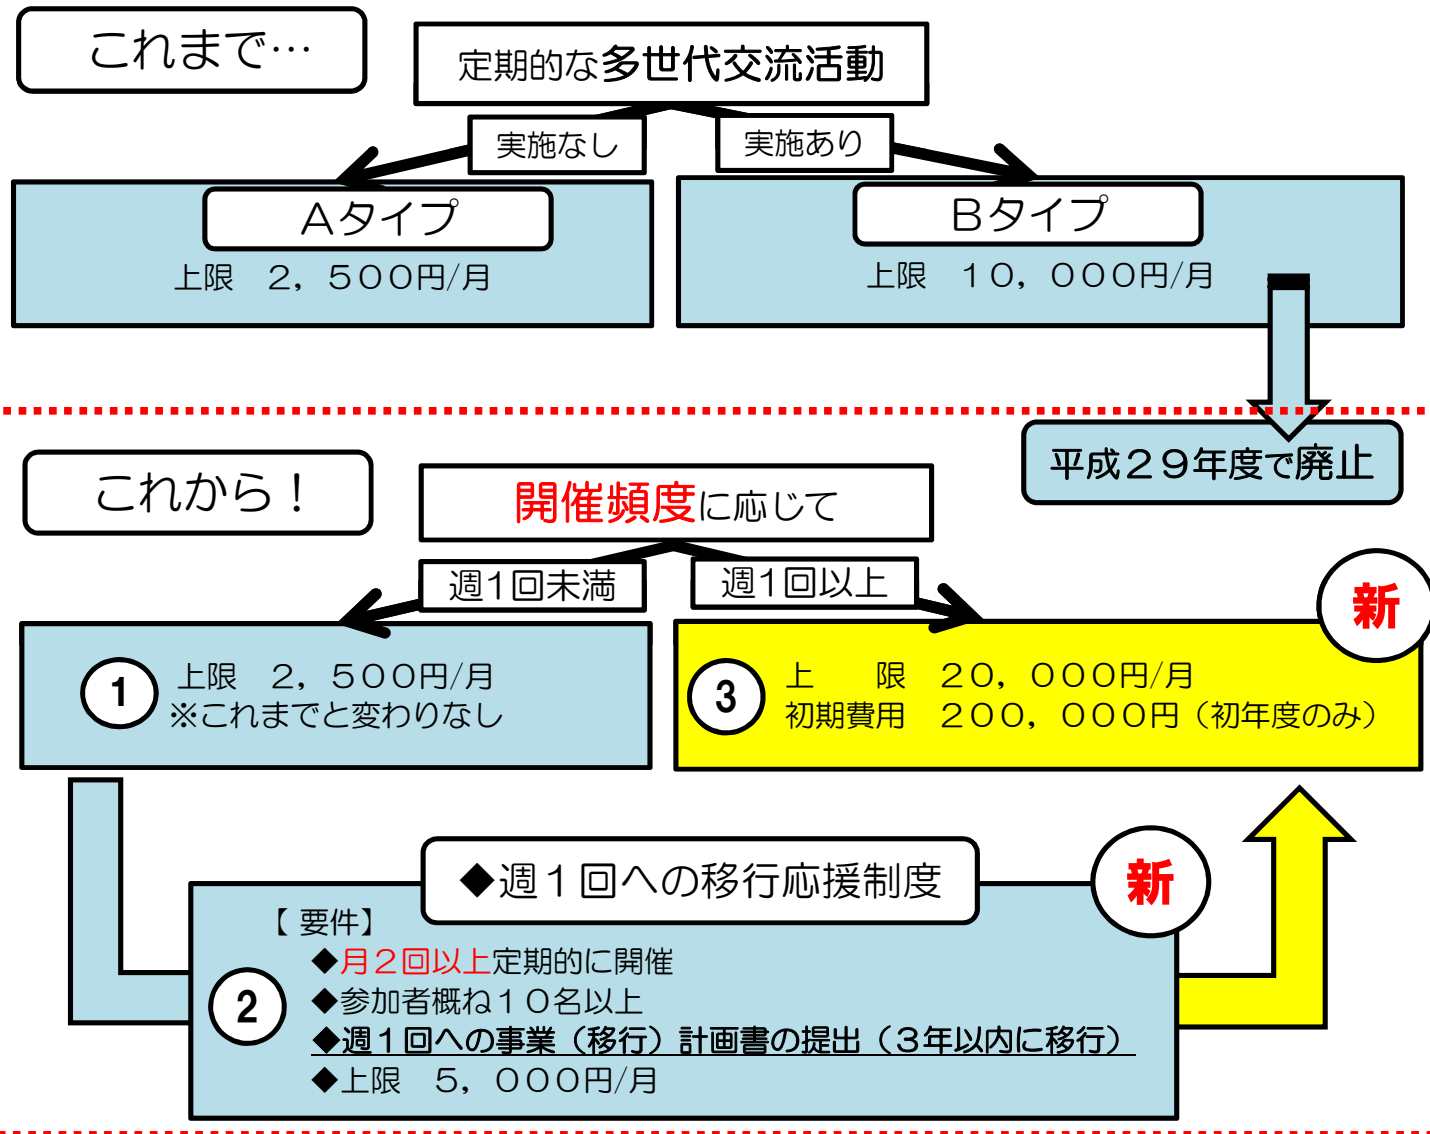 これまで…
定期的な多世代交流活動
実施なし
実施あり
Aタイプ
上限　２，５００円/月
Bタイプ
上限　１０，０００円/月
平成２９年度で廃止
これから！
開催頻度に応じて
週1回未満
週1回以上
1
上限　２，５００円/月
※これまでと変わりなし
新
3
上　　限　２０，０００円/月
初期費用　２００，０００円（初年度のみ）
◆週１回への移行応援制度
新
【 要件】
2
◆月２回以上定期的に開催
◆参加者概ね１０名以上
◆週１回への事業（移行）計画書の提出（３年以内に移行）
◆上限　５，０００円/月